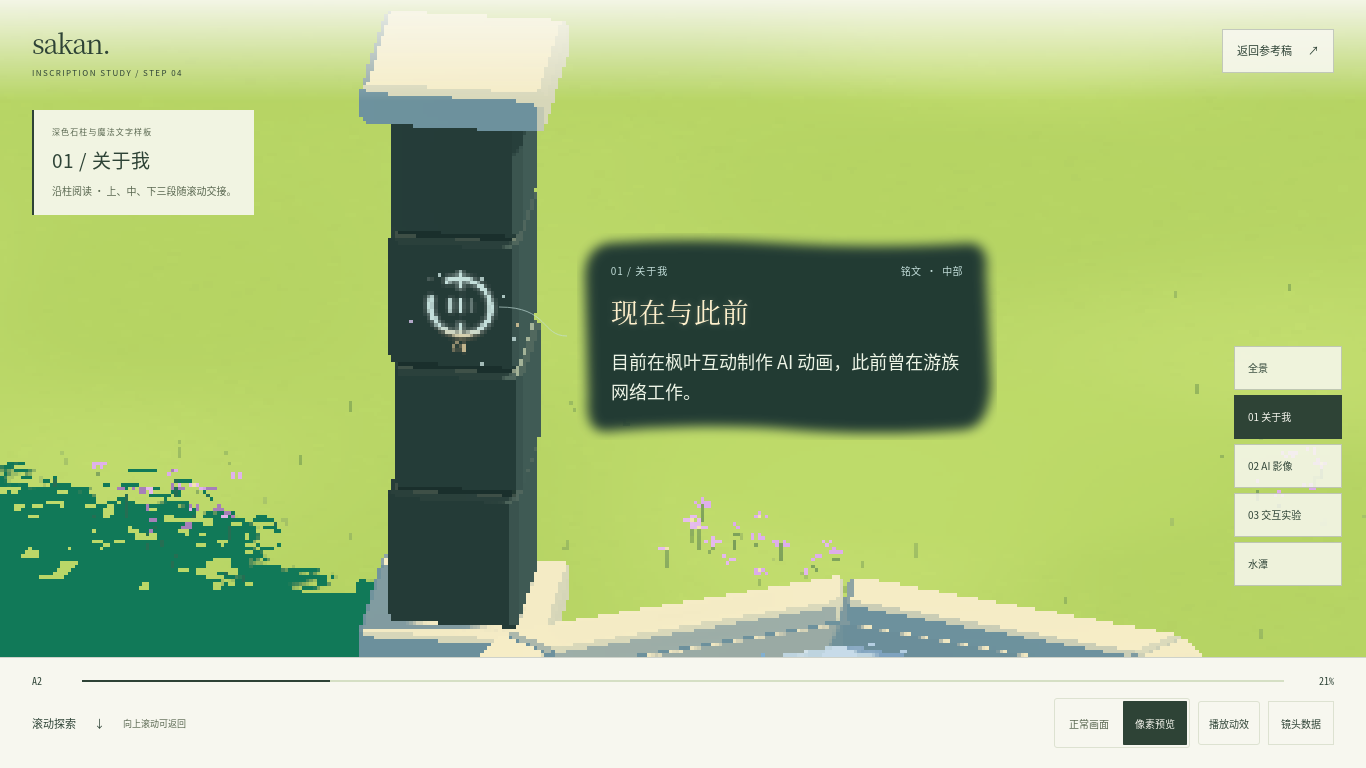 sakan.
INSCRIPTION STUDY / STEP 04
返回参考稿 ↗
深色石柱与魔法文字样板
01 / 关于我
沿柱阅读 · 上、中、下三段随滚动交接。
01 / 关于我 铭文 · 中部
现在与此前
目前在枫叶互动制作 AI 动画，此前曾在游族
网络工作。
全景
01 关于我
02 AI 影像
03 交互实验
水潭
A2 21%
滚动探索 ↓ 向上滚动可返回
正常画面 像素预览 播放动效 镜头数据